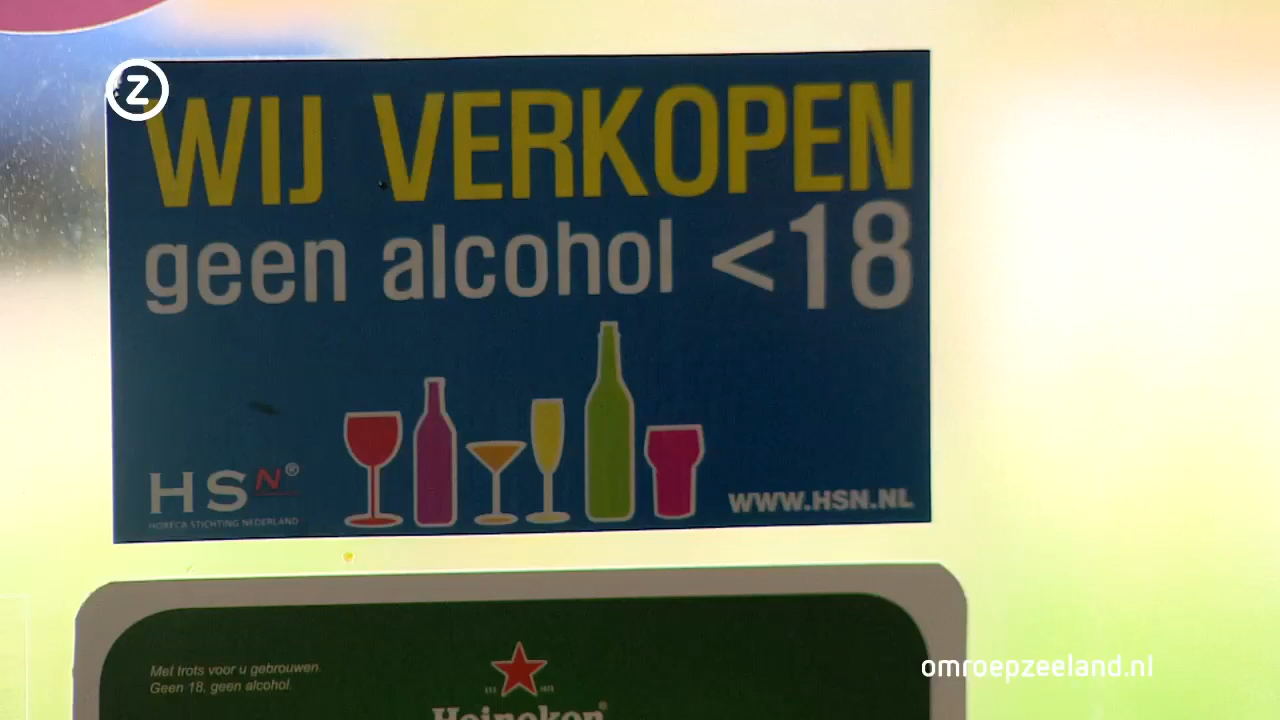 Z
WIJ VERKOPEN
geen alcohol <18
HSN®
HORECA STICHTING NEDERLAND
WWW.HSN.NL
Met trots voor u gebrouwen.
Geen 18, geen alcohol.
Heineken®
omroepzeeland.nl